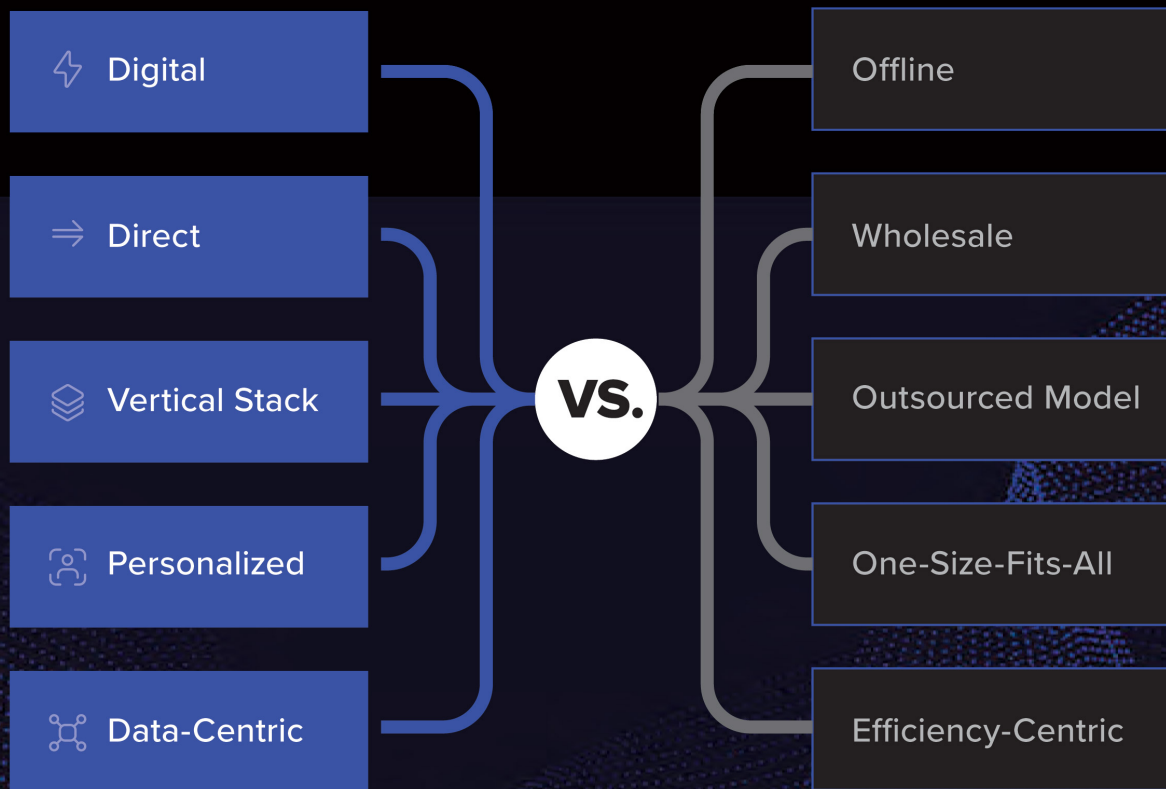 Digital
Direct
Vertical Stack
Personalized
Data-Centric
VS.
Offline
Wholesale
Outsourced Model
One-Size-Fits-All
Efficiency-Centric